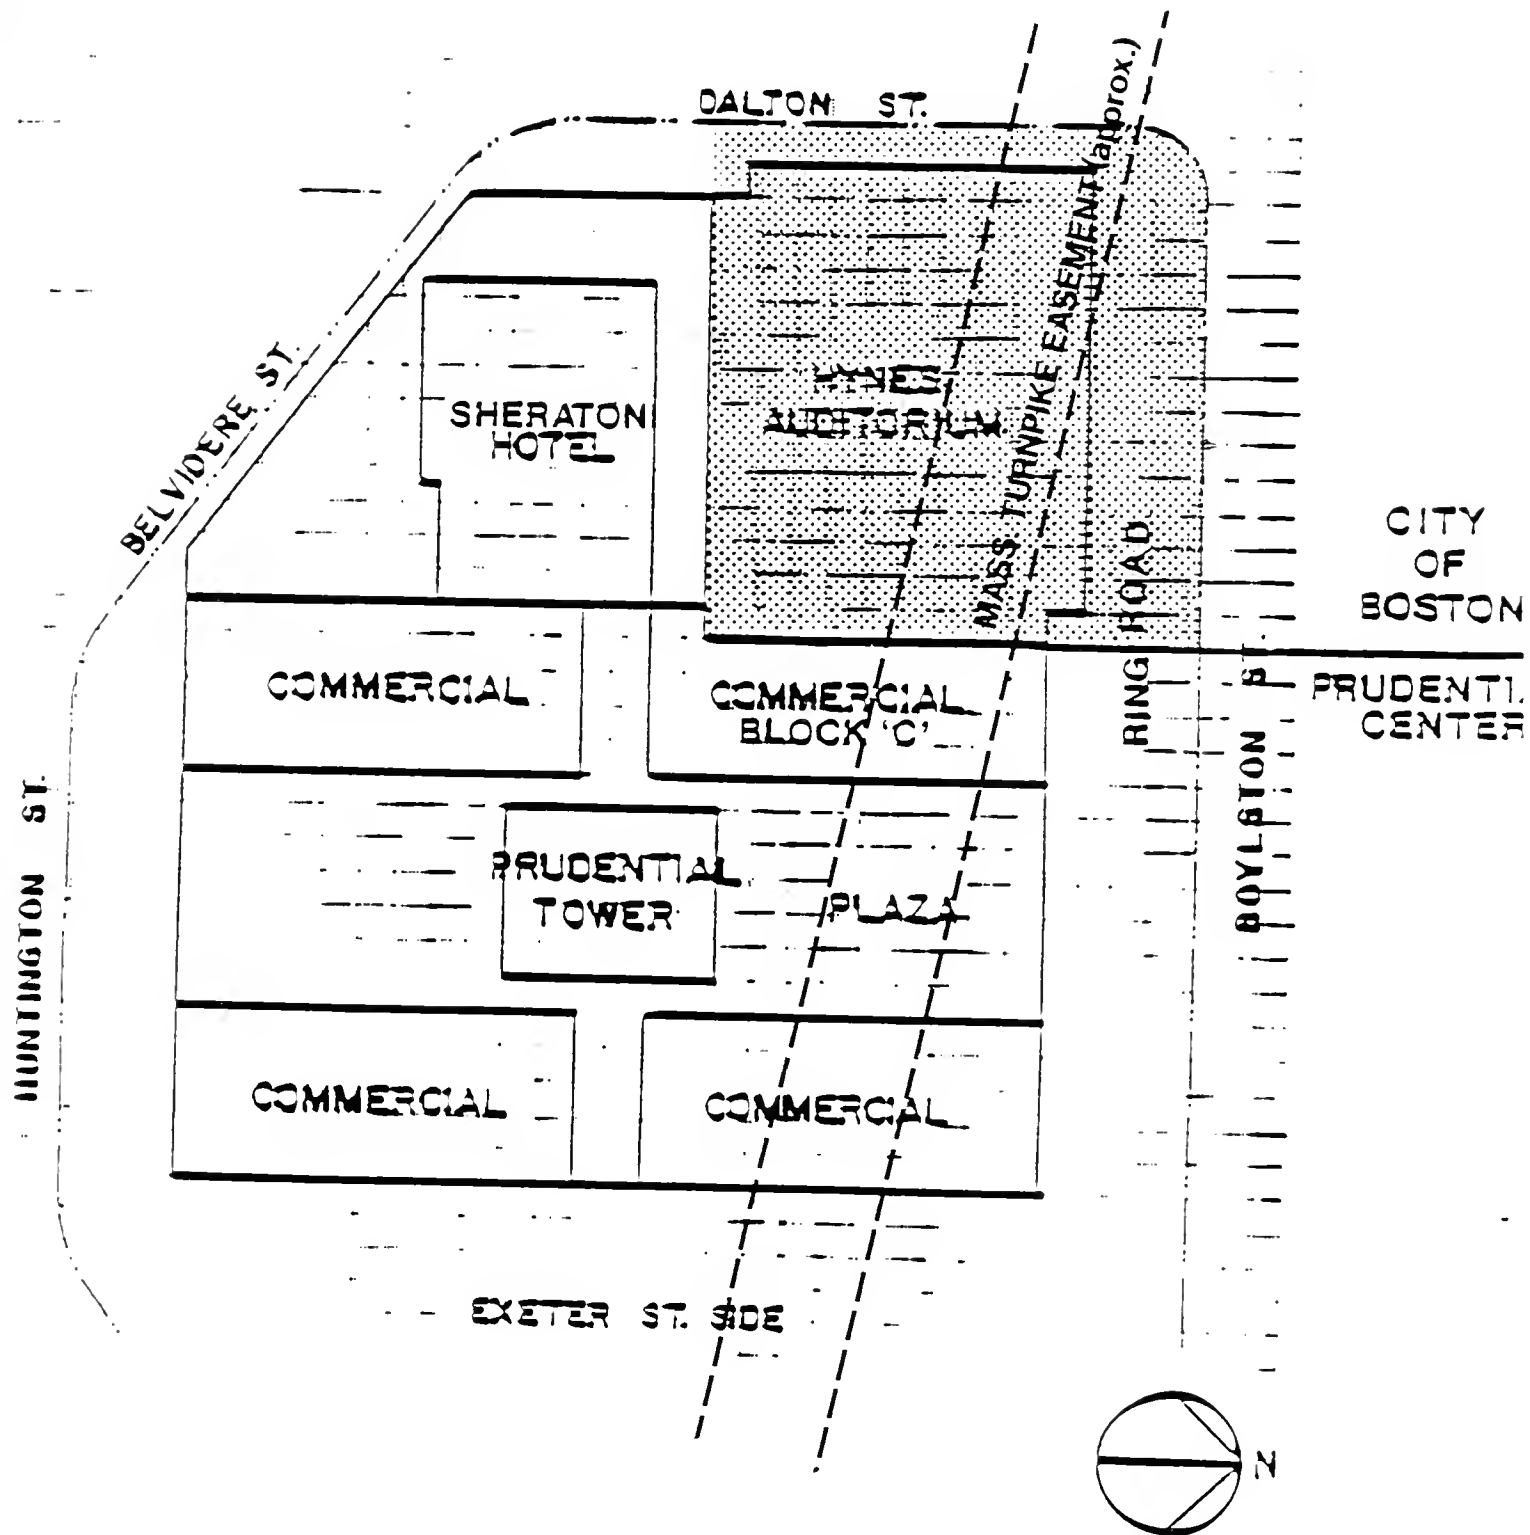 DALTON ST.
MASS TURNPIKE EASEMENT (approx.)
BELVIDERE ST.
SHERATON
HOTEL
AUDITORIUM
CITY
OF
BOSTON
RING ROAD
COMMERCIAL
COMMERCIAL
BLOCK 'C'
PRUDENTI
CENTER
BOYLSTON S
HUNTINGTON ST.
PRUDENTIAL
TOWER
PLAZA
COMMERCIAL
COMMERCIAL
EXETER ST. SIDE
N